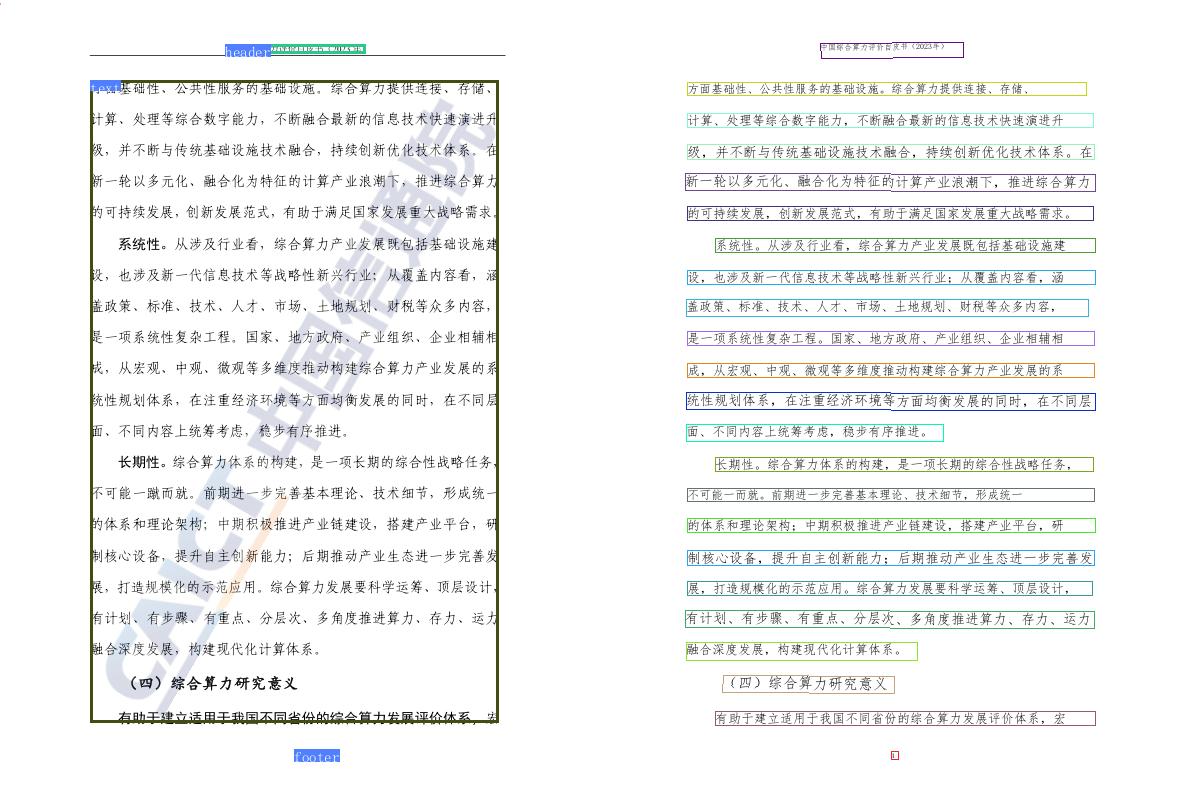 header
text
方面基础性、公共性服务的基础设施。综合算力提供连接、存储、
计算、处理等综合数字能力，不断融合最新的信息技术快速演进升
级，并不断与传统基础设施技术融合，持续创新优化技术体系。在
新一轮以多元化、融合化为特征的计算产业浪潮下，推进综合算力
的可持续发展，创新发展范式，有助于满足国家发展重大战略需求。
系统性。从涉及行业看，综合算力产业发展既包括基础设施建
设，也涉及新一代信息技术等战略性新兴行业；从覆盖内容看，涵
盖政策、标准、技术、人才、市场、土地规划、财税等众多内容，
是一项系统性复杂工程。国家、地方政府、产业组织、企业相辅相
成，从宏观、中观、微观等多维度推动构建综合算力产业发展的系
统性规划体系，在注重经济环境等方面均衡发展的同时，在不同层
面、不同内容上统筹考虑，稳步有序推进。
长期性。综合算力体系的构建，是一项长期的综合性战略任务，
不可能一蹴而就。前期进一步完善基本理论、技术细节，形成统一
的体系和理论架构；中期积极推进产业链建设，搭建产业平台，研
制核心设备，提升自主创新能力；后期推动产业生态进一步完善发
展，打造规模化的示范应用。综合算力发展要科学运筹、顶层设计，
有计划、有步骤、有重点、分层次、多角度推进算力、存力、运力
融合深度发展，构建现代化计算体系。
（四）综合算力研究意义
有助于建立适用于我国不同省份的综合算力发展评价体系，宏
footer
CAICT 中国信通院
中国综合算力评价白皮书（2023年）
方面基础性、公共性服务的基础设施。综合算力提供连接、存储、
计算、处理等综合数字能力，不断融合最新的信息技术快速演进升
级，并不断与传统基础设施技术融合，持续创新优化技术体系。在
新一轮以多元化、融合化为特征的计算产业浪潮下，推进综合算力
的可持续发展，创新发展范式，有助于满足国家发展重大战略需求。
系统性。从涉及行业看，综合算力产业发展既包括基础设施建
设，也涉及新一代信息技术等战略性新兴行业；从覆盖内容看，涵
盖政策、标准、技术、人才、市场、土地规划、财税等众多内容，
是一项系统性复杂工程。国家、地方政府、产业组织、企业相辅相
成，从宏观、中观、微观等多维度推动构建综合算力产业发展的系
统性规划体系，在注重经济环境等方面均衡发展的同时，在不同层
面、不同内容上统筹考虑，稳步有序推进。
长期性。综合算力体系的构建，是一项长期的综合性战略任务，
不可能一而就。前期进一步完善基本理论、技术细节，形成统一
的体系和理论架构；中期积极推进产业链建设，搭建产业平台，研
制核心设备，提升自主创新能力；后期推动产业生态进一步完善发
展，打造规模化的示范应用。综合算力发展要科学运筹、顶层设计，
有计划、有步骤、有重点、分层次、多角度推进算力、存力、运力
融合深度发展，构建现代化计算体系。
（四）综合算力研究意义
有助于建立适用于我国不同省份的综合算力发展评价体系，宏